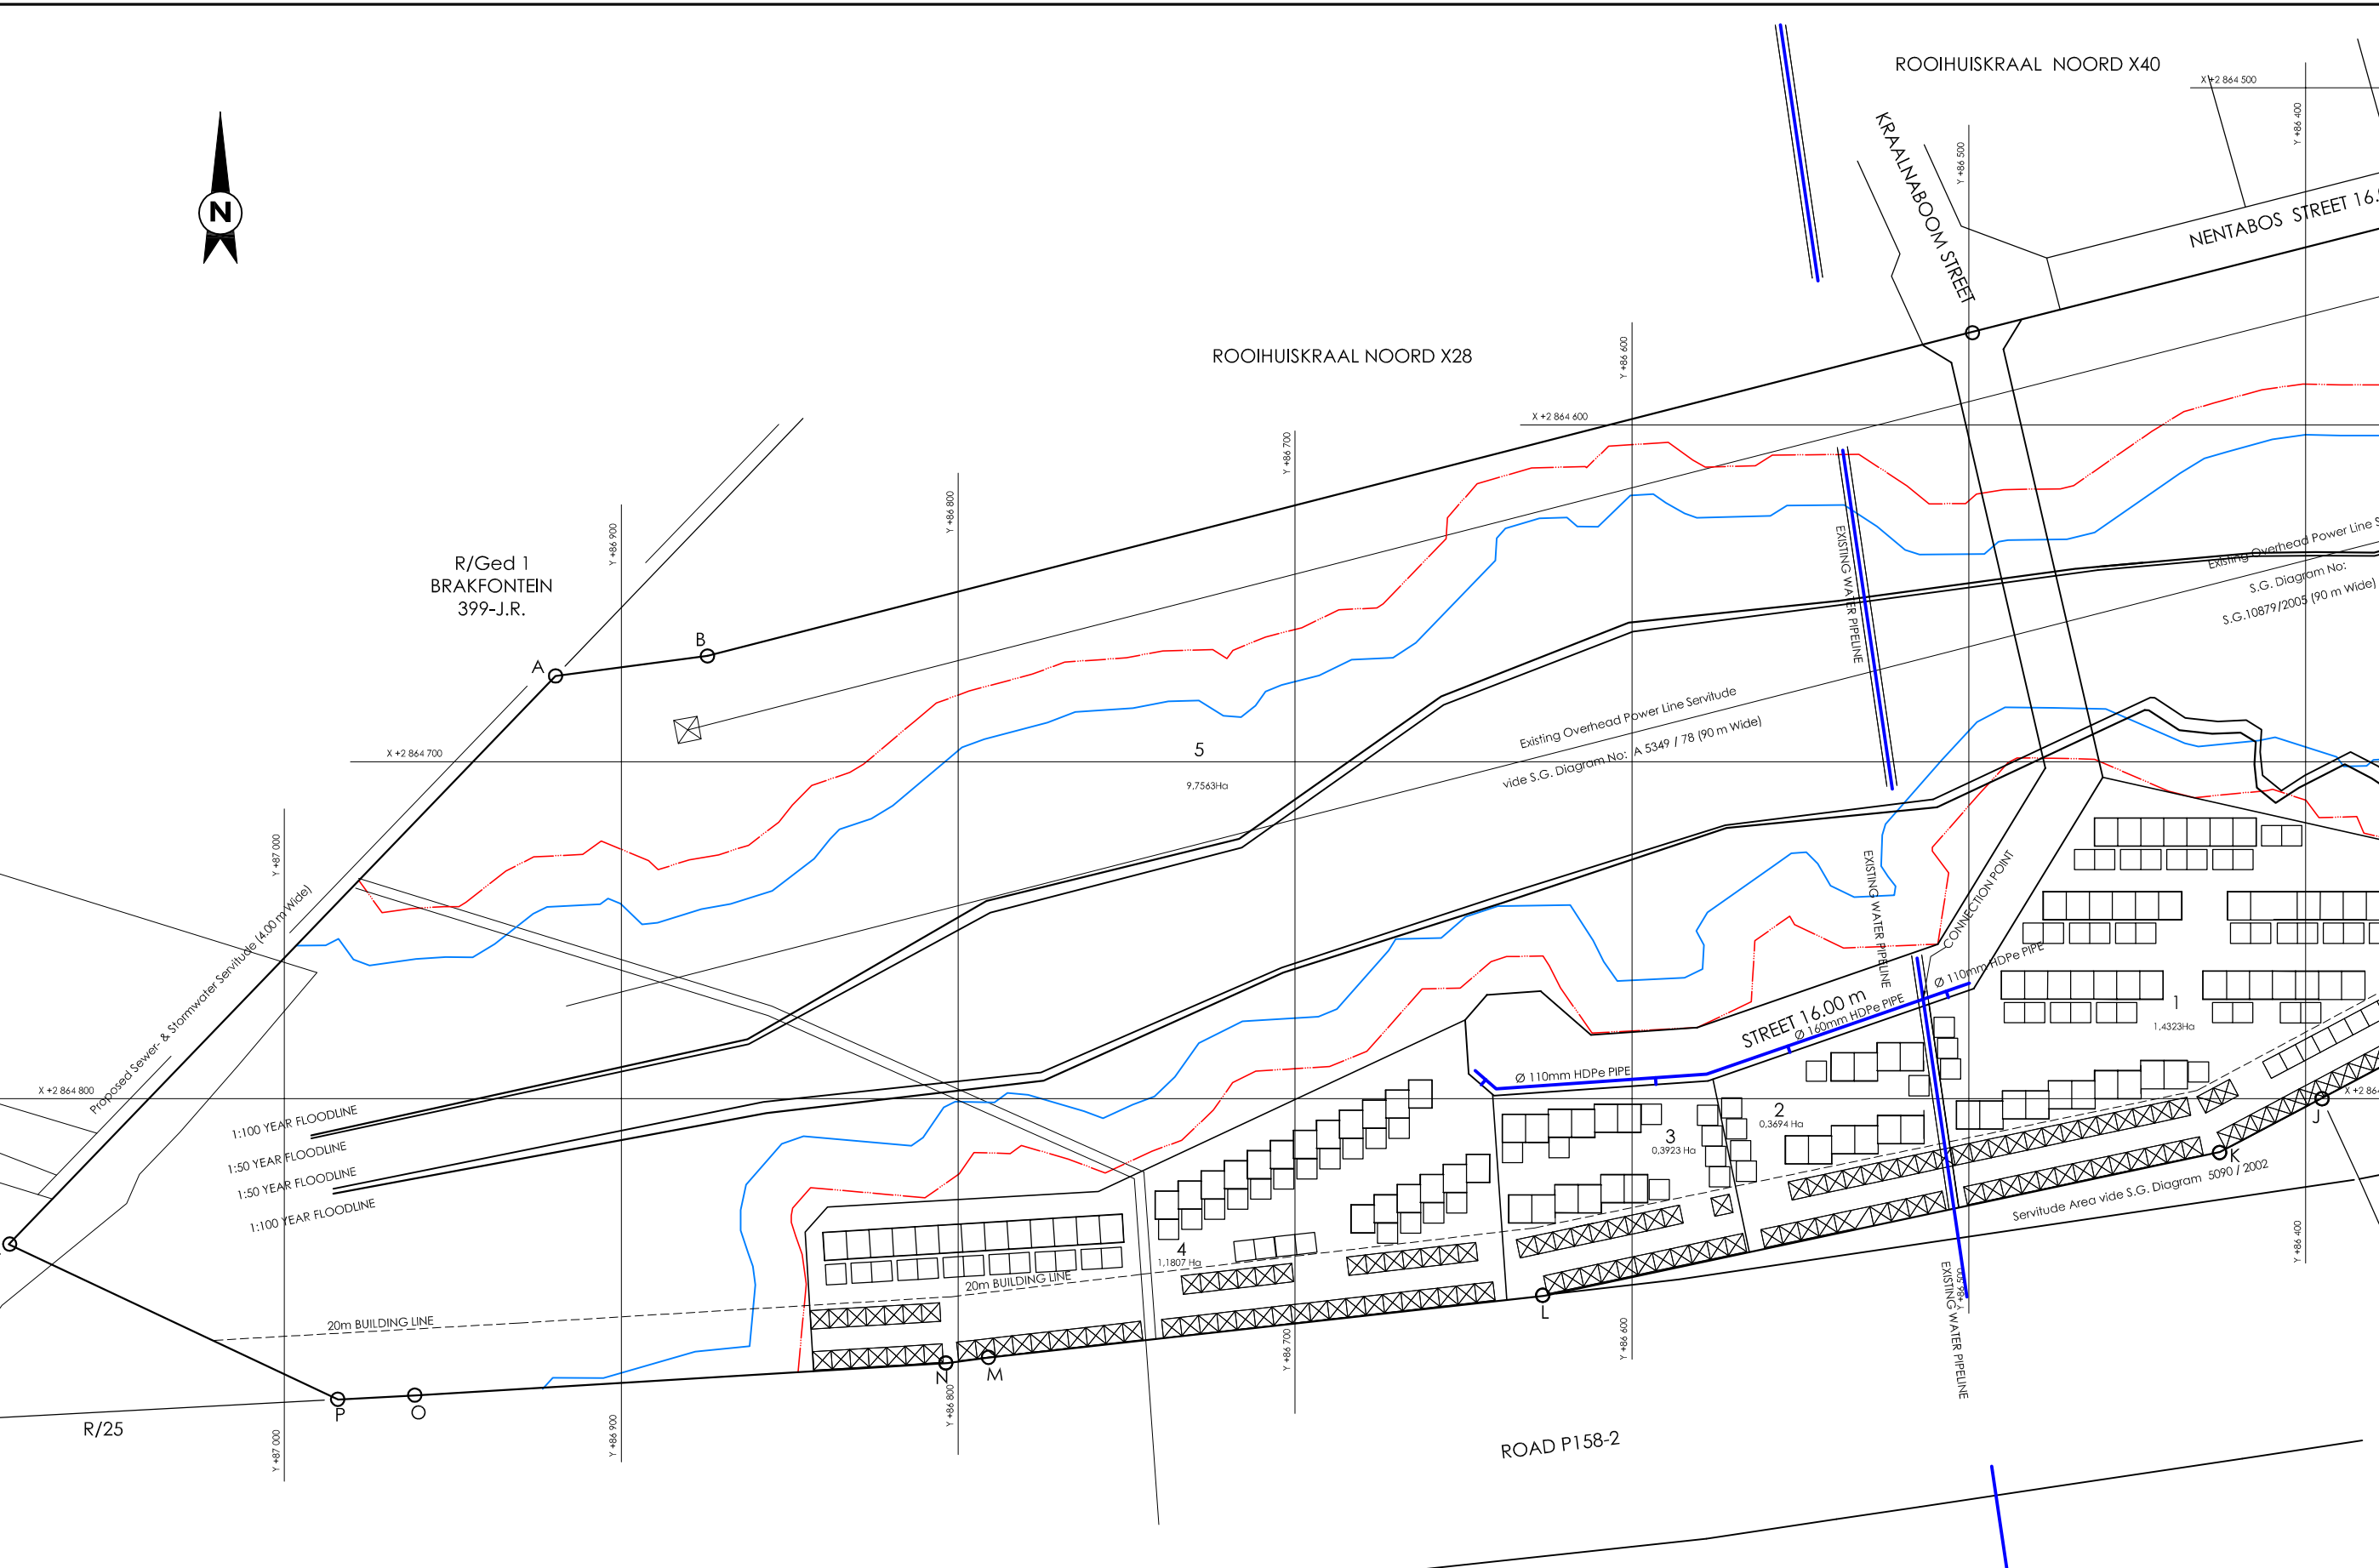 ROOIHUISKRAAL NOORD X40
X +2 864 500
Y +86 400
KRAALNABOOM STREET
Y +86 500
NENTABOS STREET 16.
N
ROOIHUISKRAAL NOORD X28
Y +86 600
X +2 864 600
Y +86 700
Y +86 800
Y +86 900
R/Ged 1
BRAKFONTEIN
399-J.R.
A
B
EXISTING WATER PIPELINE
Existing Overhead Power Line S
S.G. Diagram No:
S.G.10879/2005 (90 m Wide)
Existing Overhead Power Line Servitude
vide S.G. Diagram No: A 5349 / 78 (90 m Wide)
X +2 864 700
5
9,7563Ha
Y +87 000
Proposed Sewer- & Stormwater Servitude (4.00 m Wide)
EXISTING WATER PIPELINE
CONNECTION POINT
Ø 110mm HDPe PIPE
STREET 16.00 m
Ø 160mm HDPe PIPE
Ø 110mm HDPe PIPE
1
1,4323Ha
X +2 864 800
X +2 864
1:100 YEAR FLOODLINE
1:50 YEAR FLOODLINE
1:50 YEAR FLOODLINE
1:100 YEAR FLOODLINE
2
0,3694 Ha
3
0,3923 Ha
J
K
Servitude Area vide S.G. Diagram 5090 / 2002
4
1,1807 Ha
20m BUILDING LINE
20m BUILDING LINE
L
M
N
O
P
Y +86 400
Y +86 500
EXISTING WATER PIPELINE
Y +86 600
Y +86 700
Y +86 800
Y +86 900
Y +87 000
R/25
ROAD P158-2